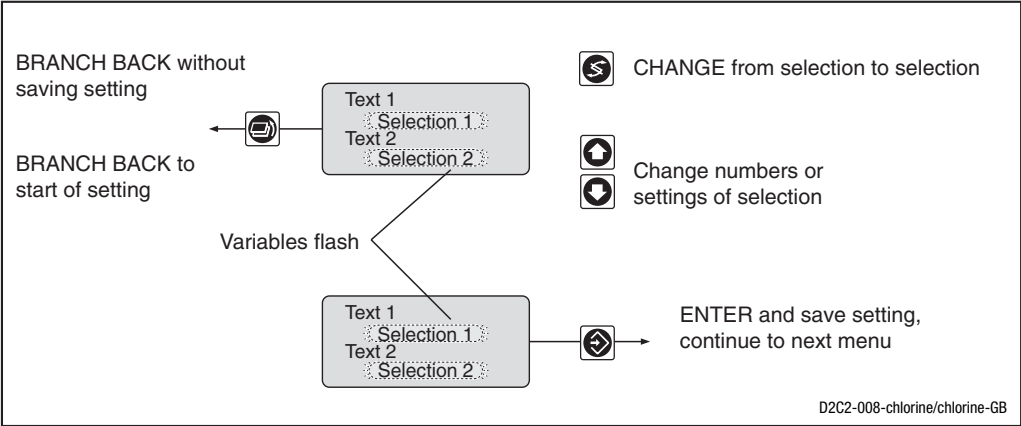 BRANCH BACK without
saving setting
BRANCH BACK to
start of setting
Text 1
Selection 1
Text 2
Selection 2
CHANGE from selection to selection
Change numbers or
settings of selection
Variables flash
Text 1
Selection 1
Text 2
Selection 2
ENTER and save setting,
continue to next menu
D2C2-008-chlorine/chlorine-GB